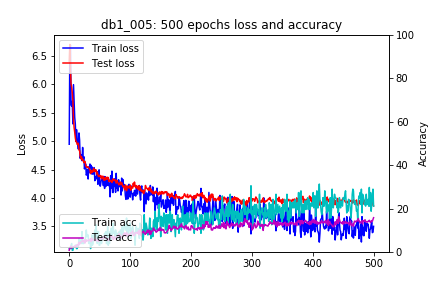 db1_005: 500 epochs loss and accuracy
Train loss
Test loss
Train acc
Test acc
Loss
6.5
6.0
5.5
5.0
4.5
4.0
3.5
Accuracy
100
80
60
40
20
0
0 100 200 300 400 500